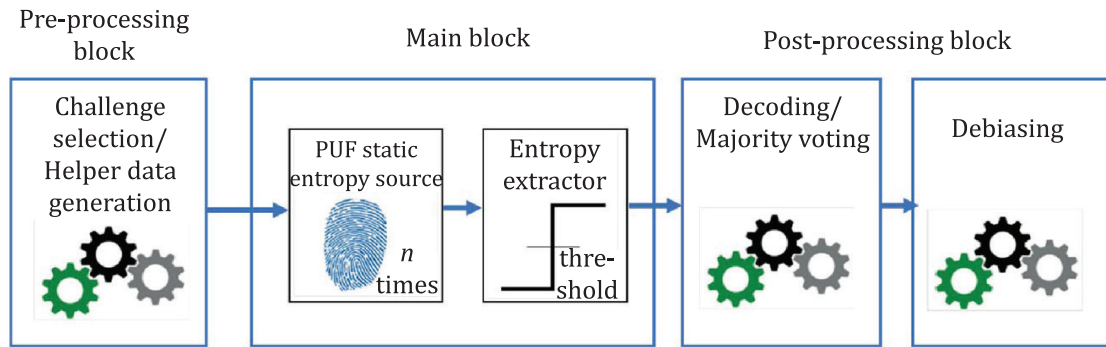 Pre-processing
block
Main block
Post-processing block
Challenge
selection/
Helper data
generation
PUF static
entropy source
n
times
Entropy
extractor
thre-
shold
Decoding/
Majority voting
Debiasing